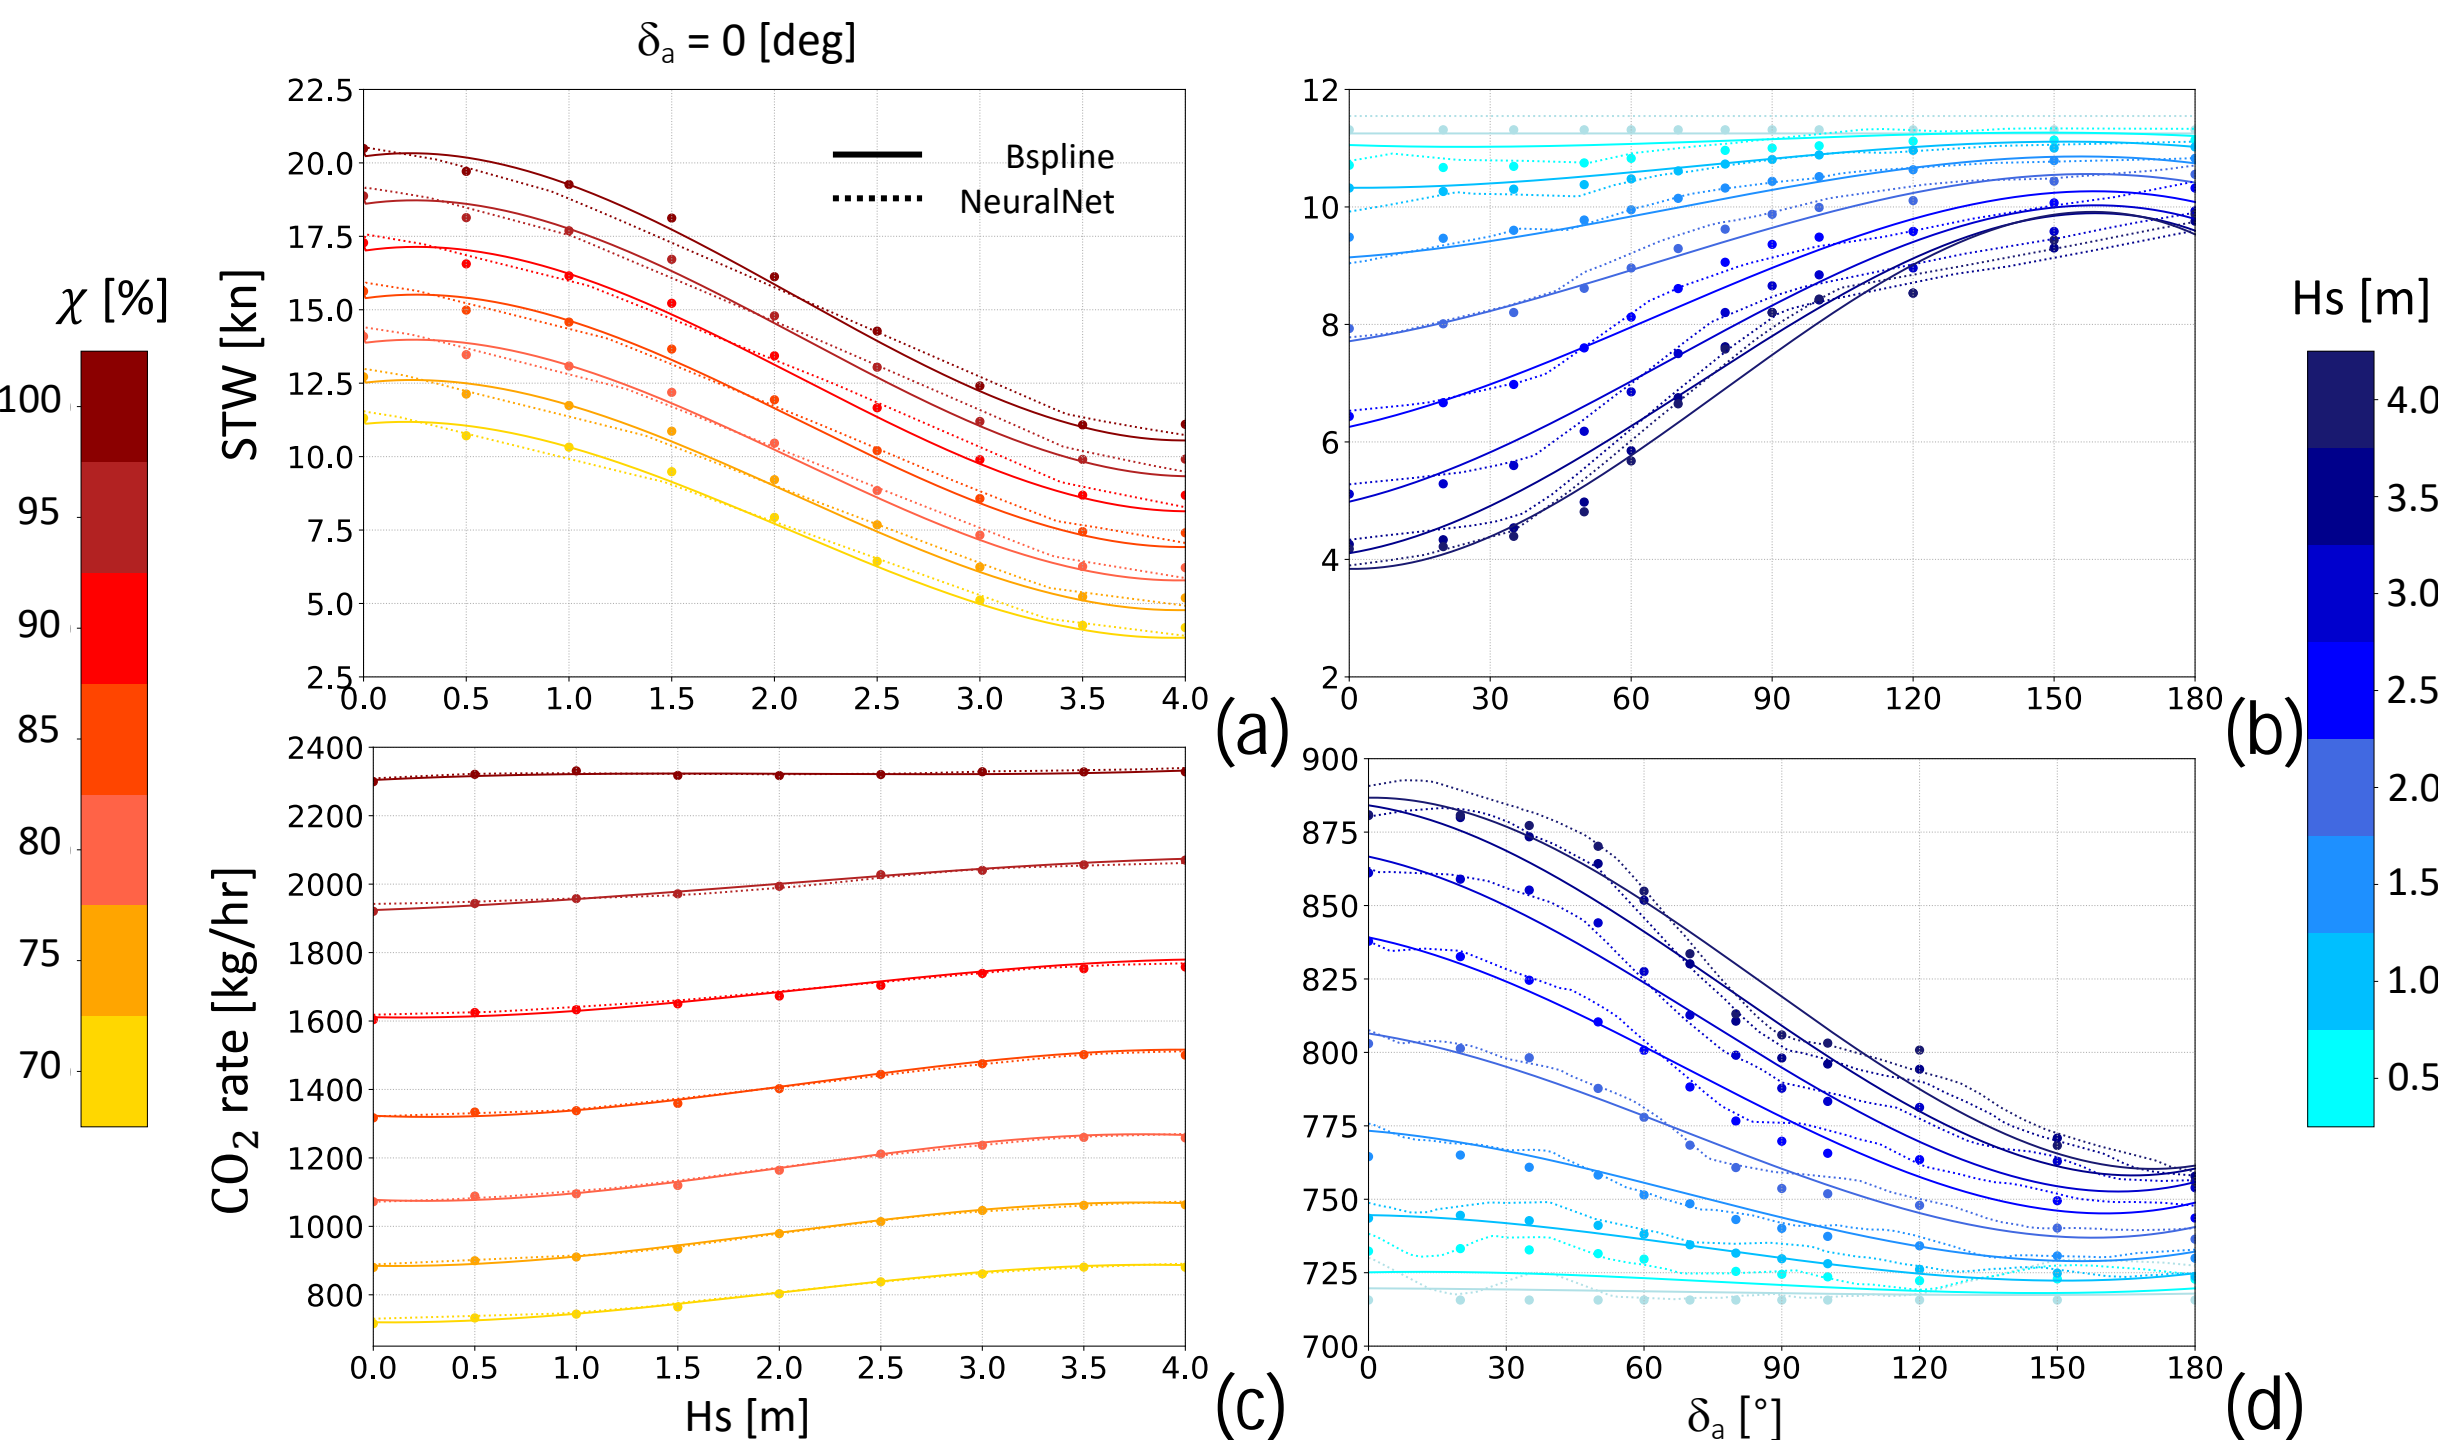 δa = 0 [deg]
22.5
20.0
17.5
15.0
12.5
10.0
7.5
5.0
2.5
STW [kn]
Bspline
NeuralNet
0.0 0.5 1.0 1.5 2.0 2.5 3.0 3.5 4.0
(a)
12
10
8
6
4
2
0 30 60 90 120 150 180
(b)
χ [%]
100
95
90
85
80
75
70
Hs [m]
4.0
3.5
3.0
2.5
2.0
1.5
1.0
0.5
2400
2200
2000
1800
1600
1400
1200
1000
800
CO2 rate [kg/hr]
0.0 0.5 1.0 1.5 2.0 2.5 3.0 3.5 4.0
Hs [m]
(c)
900
875
850
825
800
775
750
725
700
0 30 60 90 120 150 180
δa [°]
(d)